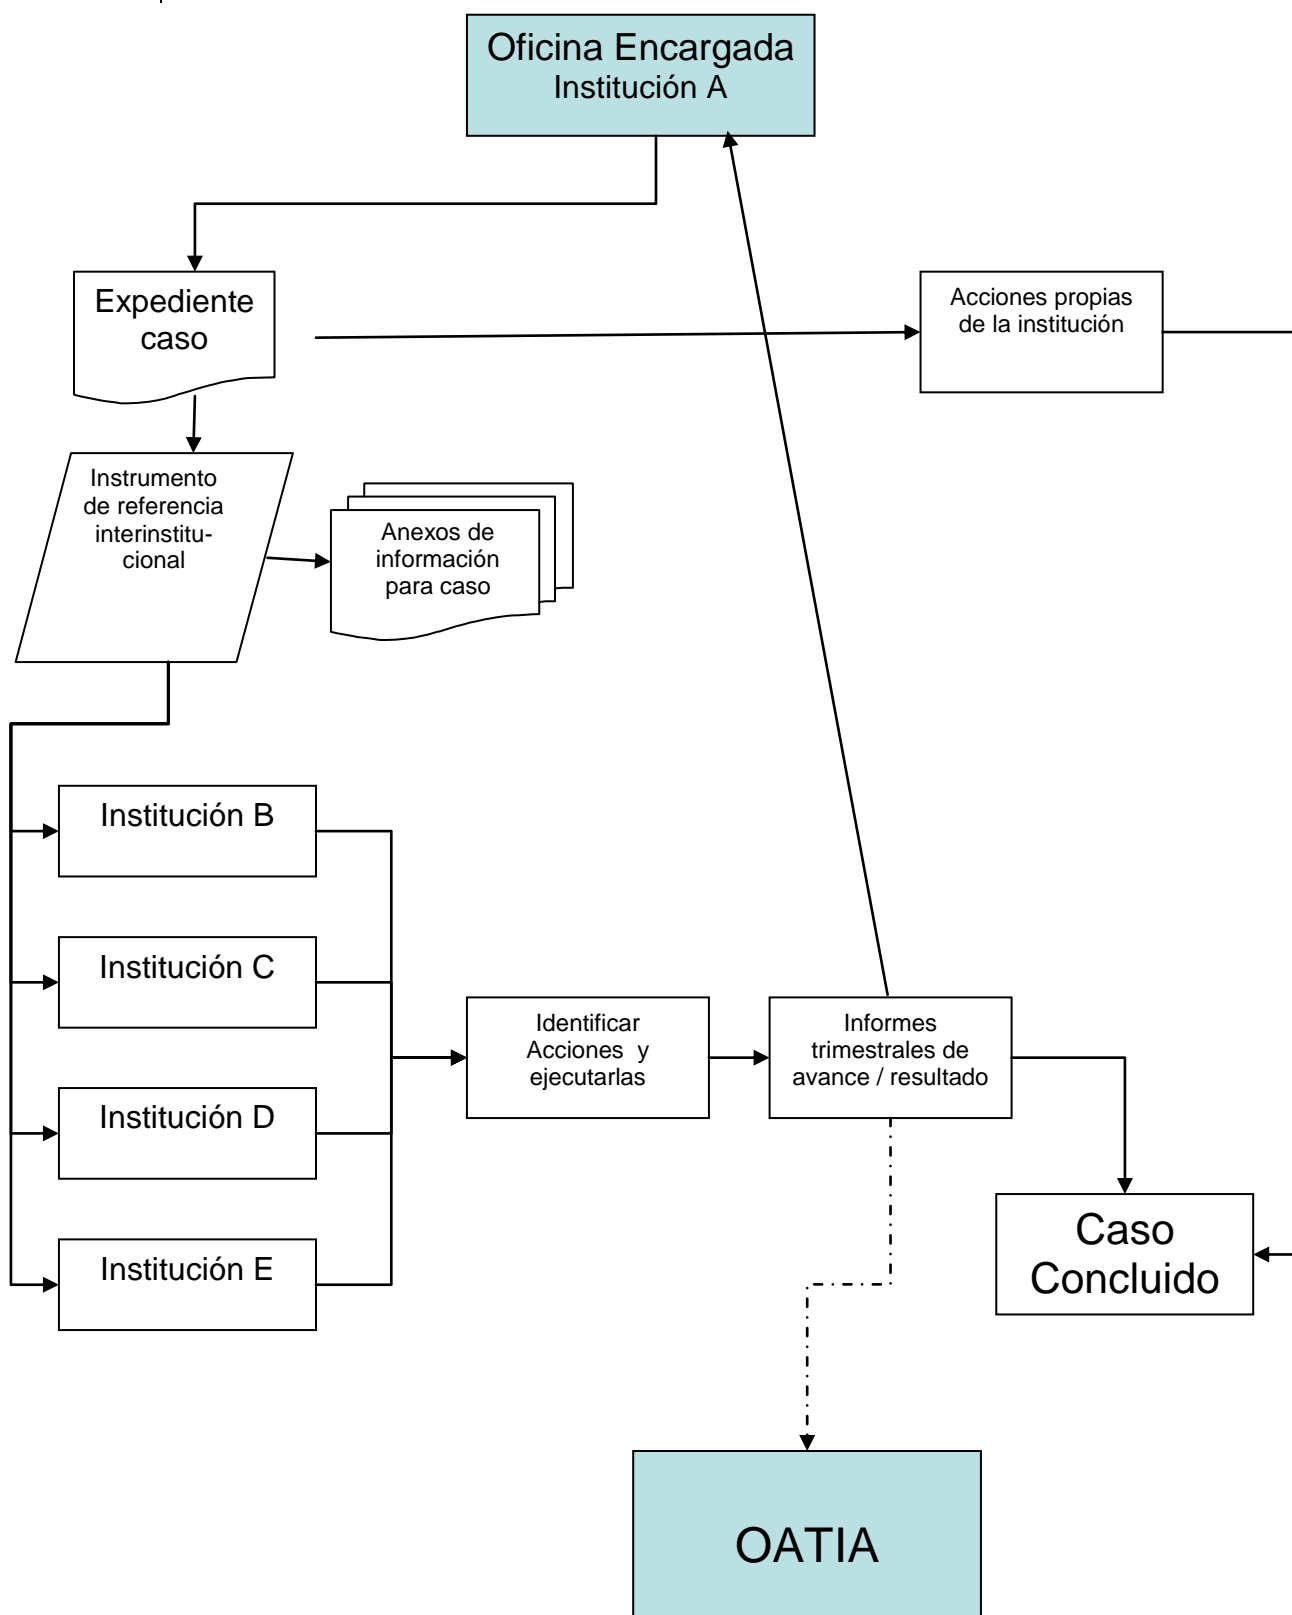 Oficina Encargada
Institución A
Expediente
caso
Acciones propias
de la institución
Instrumento
de referencia
interinstitu-
cional
Anexos de
información
para caso
Institución B
Institución C
Institución D
Institución E
Identificar
Acciones y
ejecutarlas
Informes
trimestrales de
avance / resultado
Caso
Concluido
OATIA